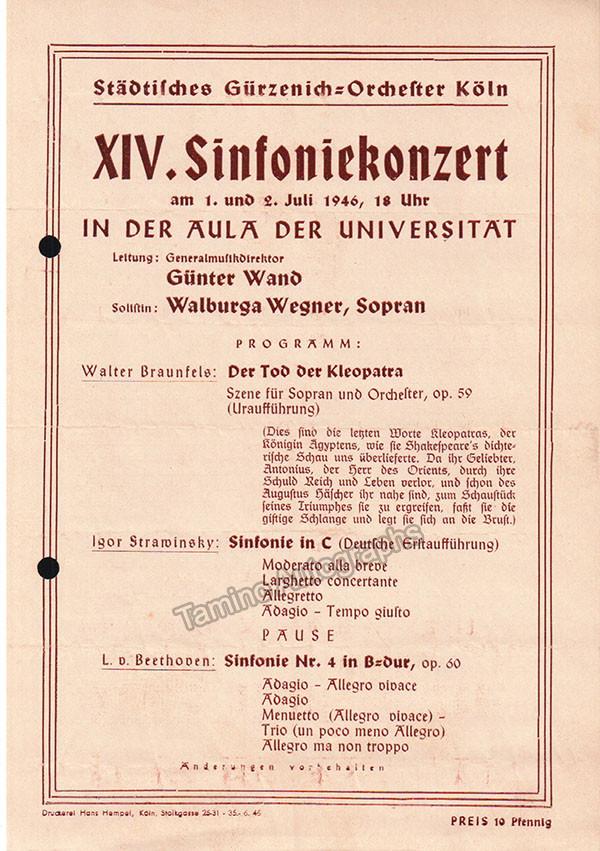 Städtisches Gürzenich=Orchester Köln
XIV. Sinfoniekonzert
am 1. und 2. Juli 1946, 18 Uhr
IN DER AULA DER UNIVERSITÄT
Leitung: Generalmusikdirektor
Günter Wand
Solistin: Walburga Wegner, Sopran
PROGRAMM:
Walter Braunfels: Der Tod der Kleopatra
Szene für Sopran und Orchester, op. 59
(Uraufführung)
(Dies sind die letzten Worte Kleopatras, der
Königin Ägyptens, wie sie Shakespeare's dichte-
rische Schau uns überlieferte. Da ihr Geliebter,
Antonius, der Herr des Orients, durch ihre
Schuld Reich und Leben verlor, und schon des
Augustus Häscher ihr nahe sind, zum Schaustück
seines Triumphes sie zu ergreifen, faßt sie die
giftige Schlange und legt sie sich an die Brust.)
Igor Strawinsky: Sinfonie in C (Deutsche Erstaufführung)
Moderato alla breve
Larghetto concertante
Allegretto
Adagio - Tempo giusto
PAUSE
L. v. Beethoven: Sinfonie Nr. 4 in B=dur, op. 60
Adagio - Allegro vivace
Adagio
Menuetto (Allegro vivace) -
Trio (un poco meno Allegro)
Allegro ma non troppo
Änderungen vorbehalten
Druckerei Hans Hempel, Köln, Stolkgasse 25-31 - 35.- 6. 46
PREIS 10 Pfennig
Tamino Autographs